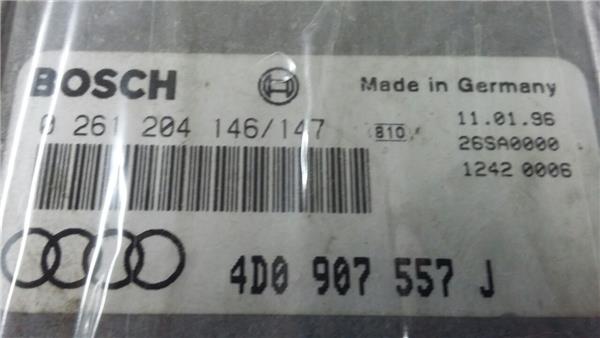 BOSCH Made in Germany
0 261 204 146/147 810 11.01.96
26SA0000
1242 0006
4D0 907 557 J